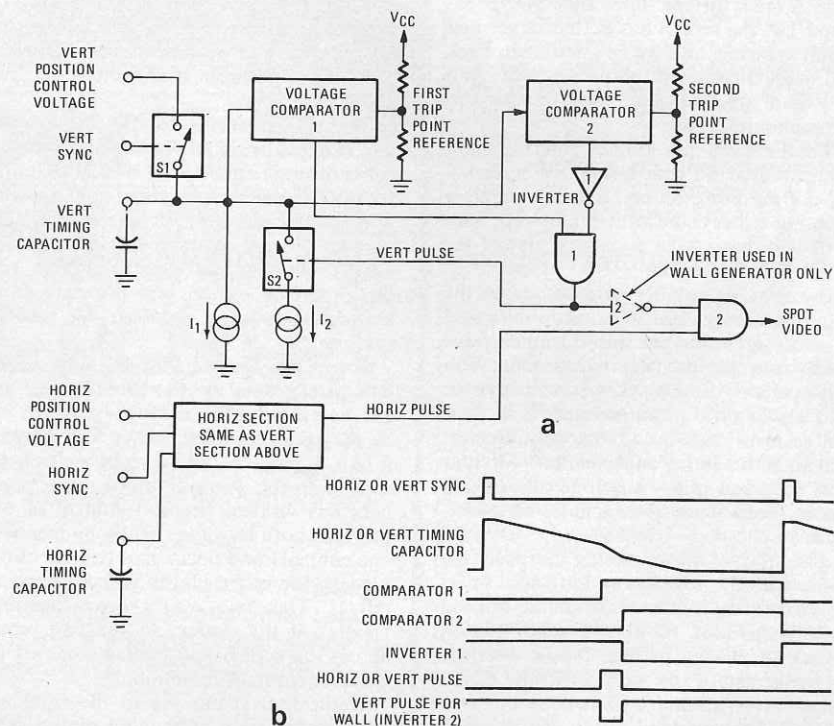 VCC
VCC
VERT
POSITION
CONTROL
VOLTAGE
VERT
SYNC
S1
VERT
TIMING
CAPACITOR
VOLTAGE
COMPARATOR
1
FIRST
TRIP
POINT
REFERENCE
VOLTAGE
COMPARATOR
2
SECOND
TRIP
POINT
REFERENCE
INVERTER
1
1
S2
VERT PULSE
INVERTER USED IN
WALL GENERATOR ONLY
2
2
SPOT
VIDEO
I1
I2
HORIZ
POSITION
CONTROL
VOLTAGE
HORIZ SECTION
SAME AS VERT
SECTION ABOVE
HORIZ PULSE
HORIZ
SYNC
HORIZ
TIMING
CAPACITOR
a
HORIZ OR VERT SYNC
HORIZ OR VERT TIMING
CAPACITOR
COMPARATOR 1
COMPARATOR 2
INVERTER 1
HORIZ OR VERT PULSE
VERT PULSE FOR
WALL (INVERTER 2)
b